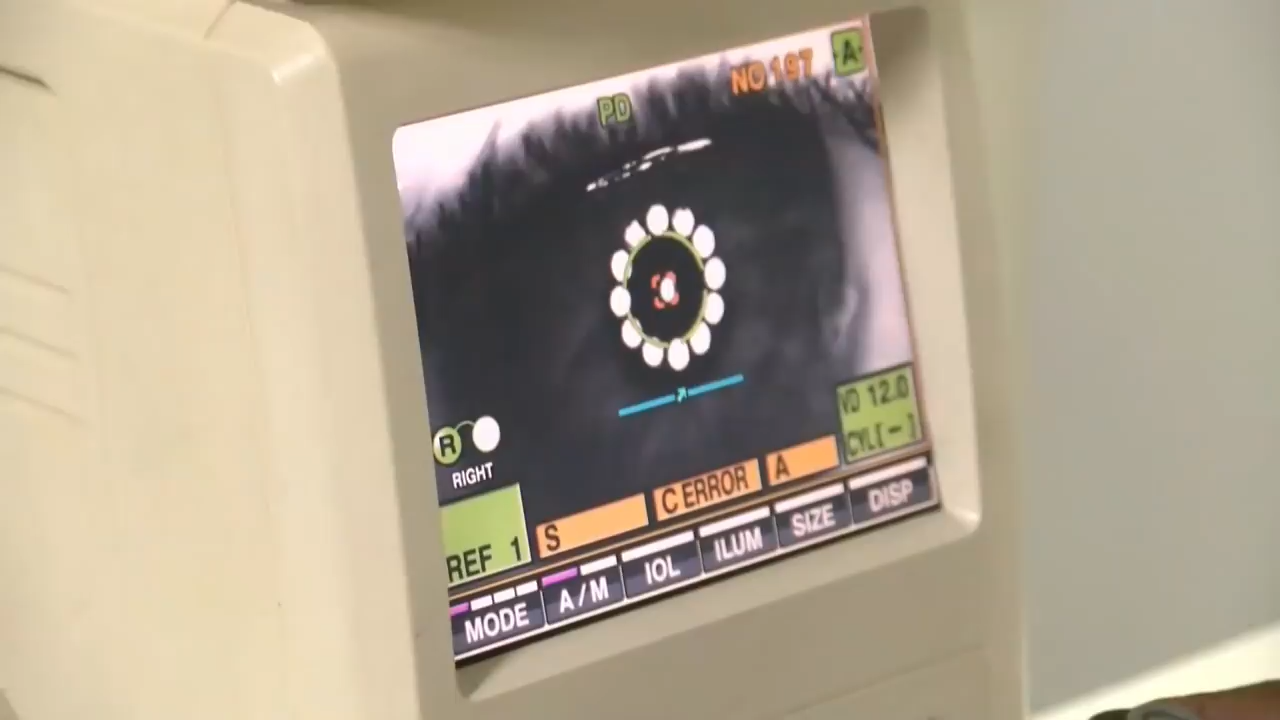 NO 197
A
PD
VD 12.0
CYL[-]
R
RIGHT
REF 1
S
C ERROR
A
MODE
A/M
IOL
ILUM
SIZE
DISP